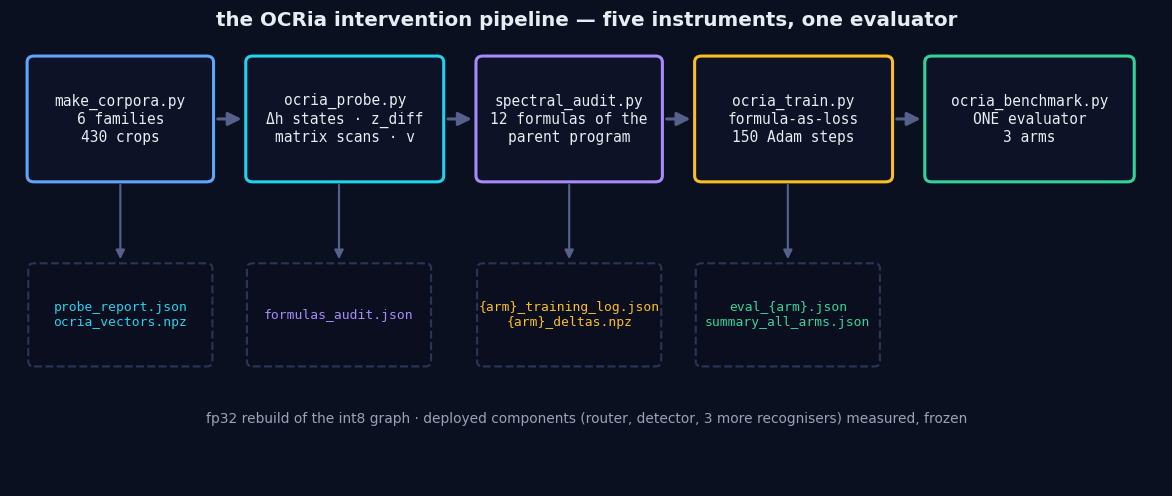 the OCRia intervention pipeline — five instruments, one evaluator
make_corpora.py
6 families
430 crops
ocria_probe.py
Δh states · z_diff
matrix scans · v
spectral_audit.py
12 formulas of the
parent program
ocria_train.py
formula-as-loss
150 Adam steps
ocria_benchmark.py
ONE evaluator
3 arms
probe_report.json
ocria_vectors.npz
formulas_audit.json
{arm}_training_log.json
{arm}_deltas.npz
eval_{arm}.json
summary_all_arms.json
fp32 rebuild of the int8 graph · deployed components (router, detector, 3 more recognisers) measured, frozen